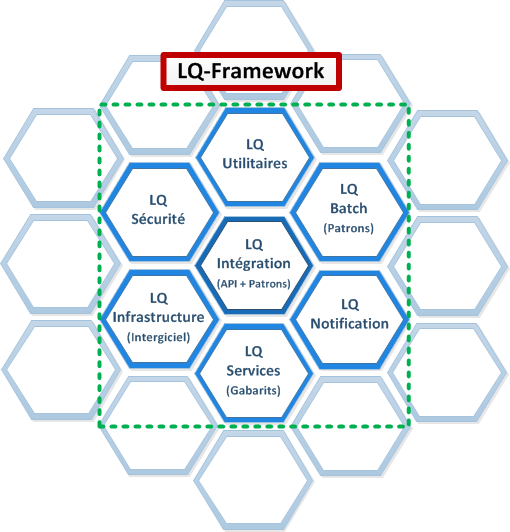 LQ-Framework
LQ
Utilitaires
LQ
Sécurité
LQ
Batch
(Patrons)
LQ
Intégration
(API + Patrons)
LQ
Infrastructure
(Intergiciel)
LQ
Notification
LQ
Services
(Gabarits)